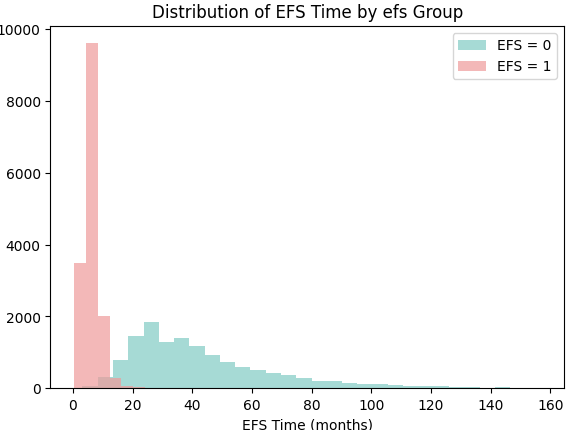 Distribution of EFS Time by efs Group
EFS = 0
EFS = 1
10000
8000
6000
4000
2000
0
0 20 40 60 80 100 120 140 160
EFS Time (months)